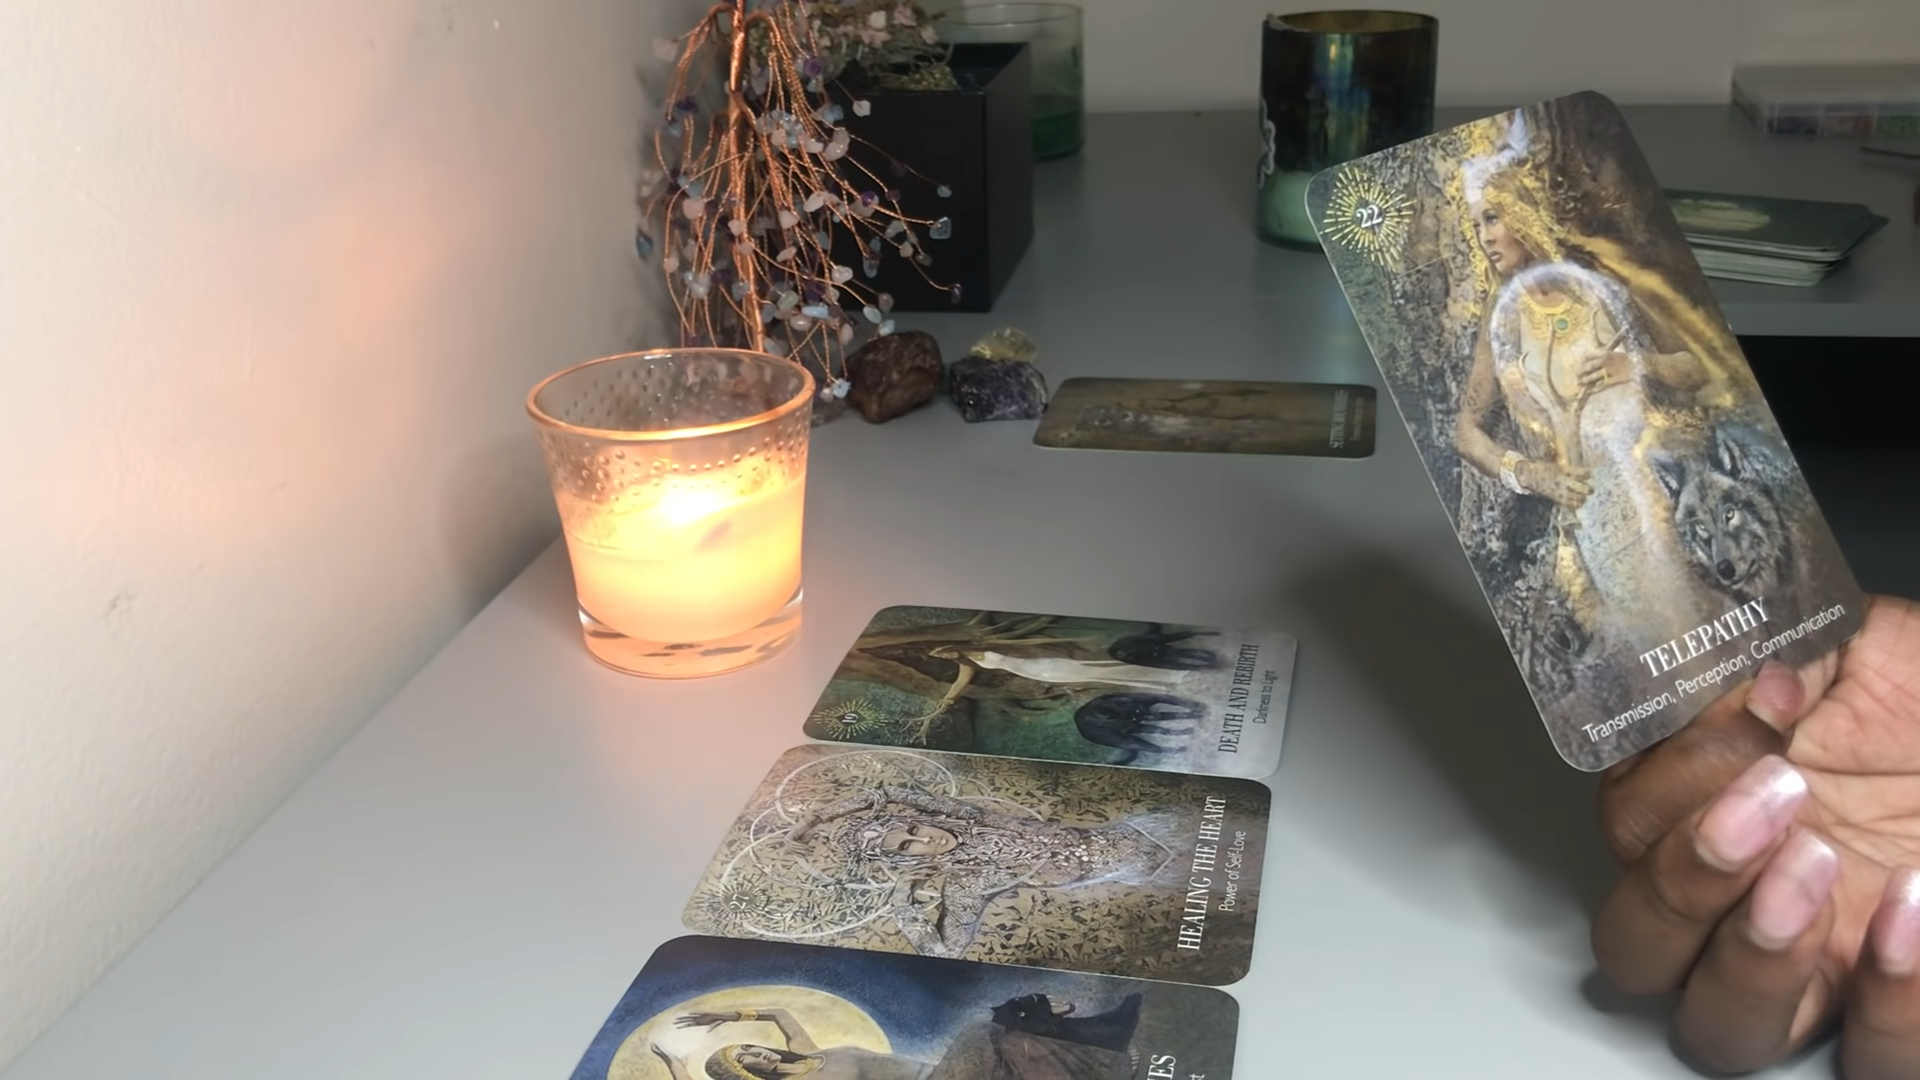 22
TELEPATHY
Transmission, Perception, Communication
19
DEATH AND REBIRTH
Darkness to Light
27
HEALING THE HEART
Power of Self-Love